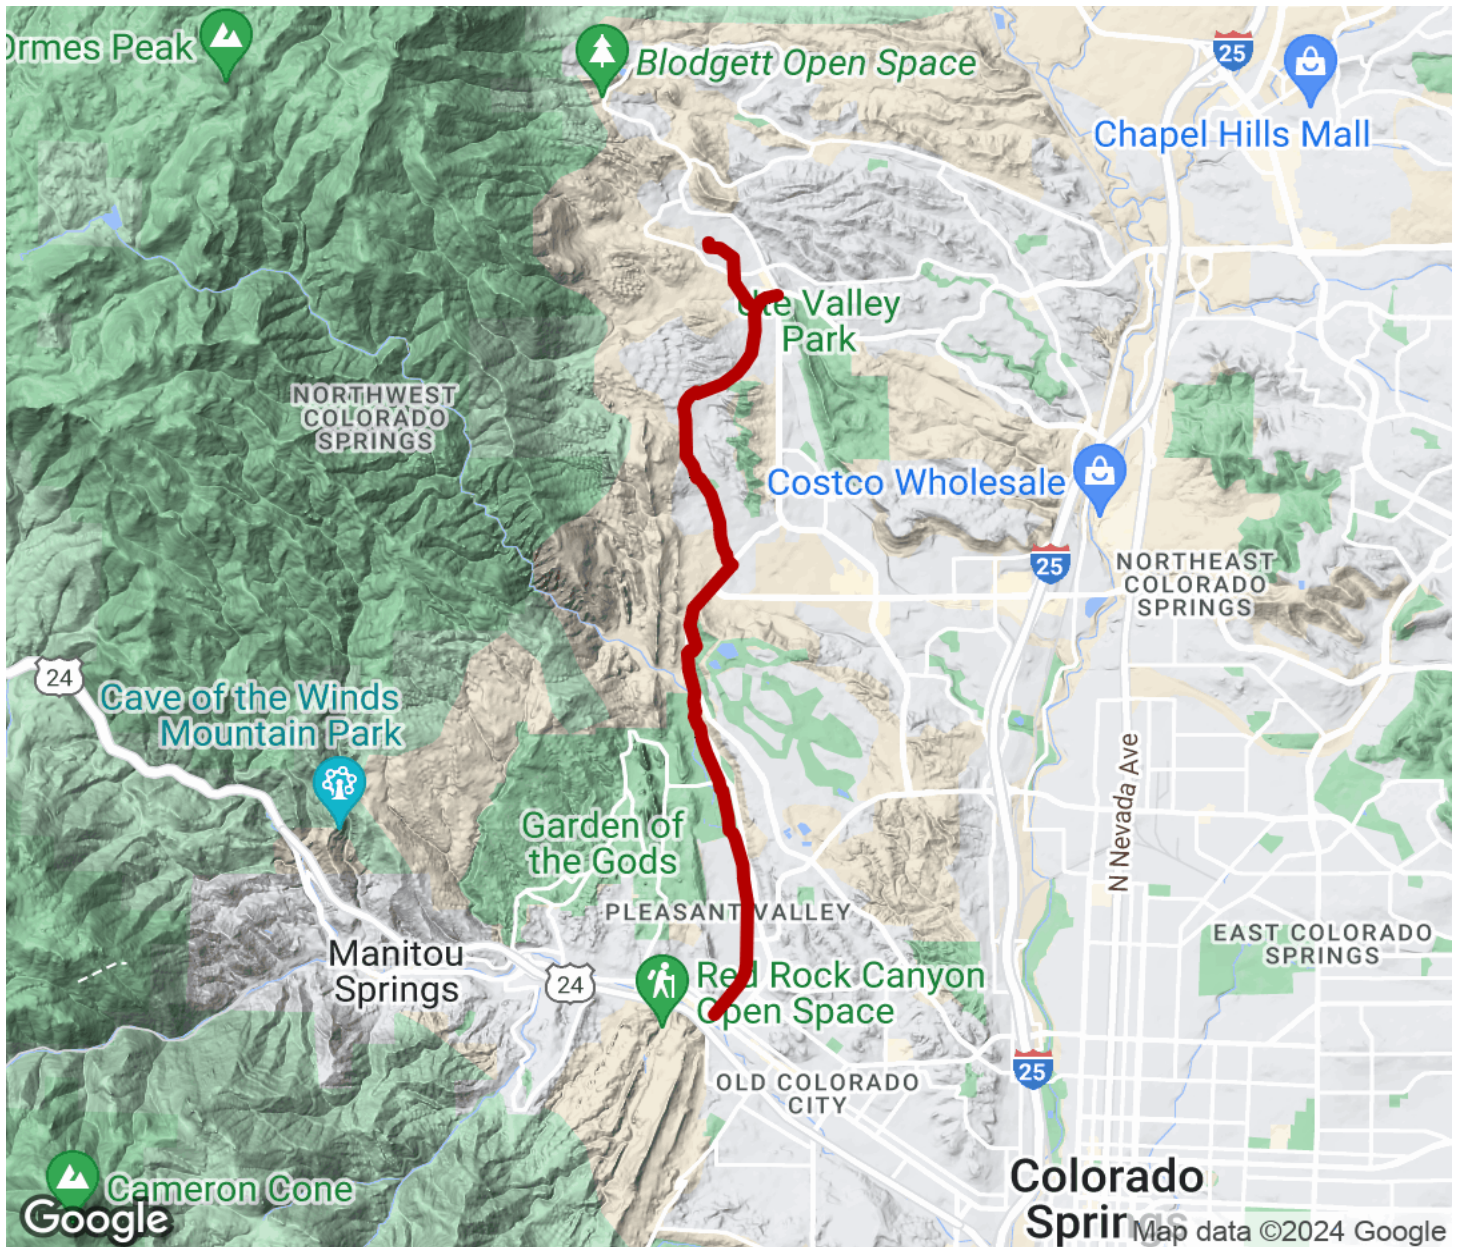 Ormes Peak
Blodgett Open Space
25
Chapel Hills Mall
Ute Valley
Park
NORTHWEST
COLORADO
SPRINGS
Costco Wholesale
25
NORTHEAST
COLORADO
SPRINGS
24
Cave of the Winds
Mountain Park
N Nevada Ave
Garden of
the Gods
PLEASANT VALLEY
EAST COLORADO
SPRINGS
Manitou
Springs
24
Red Rock Canyon
Open Space
25
OLD COLORADO
CITY
Colorado
Springs
Cameron Cone
Google
Map data ©2024 Google